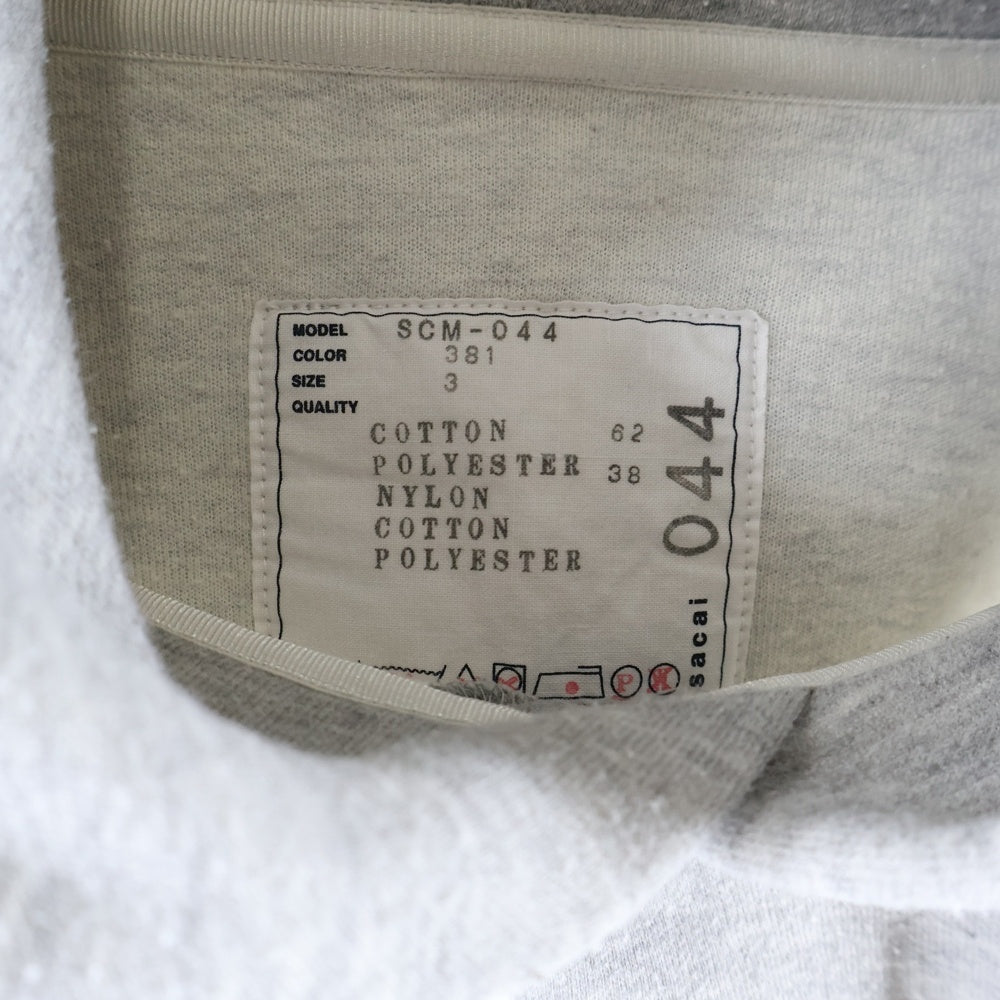 MODEL SCM-044
COLOR 381
SIZE 3
QUALITY
COTTON 62
POLYESTER 38
NYLON
COTTON
POLYESTER
044
sacai
P